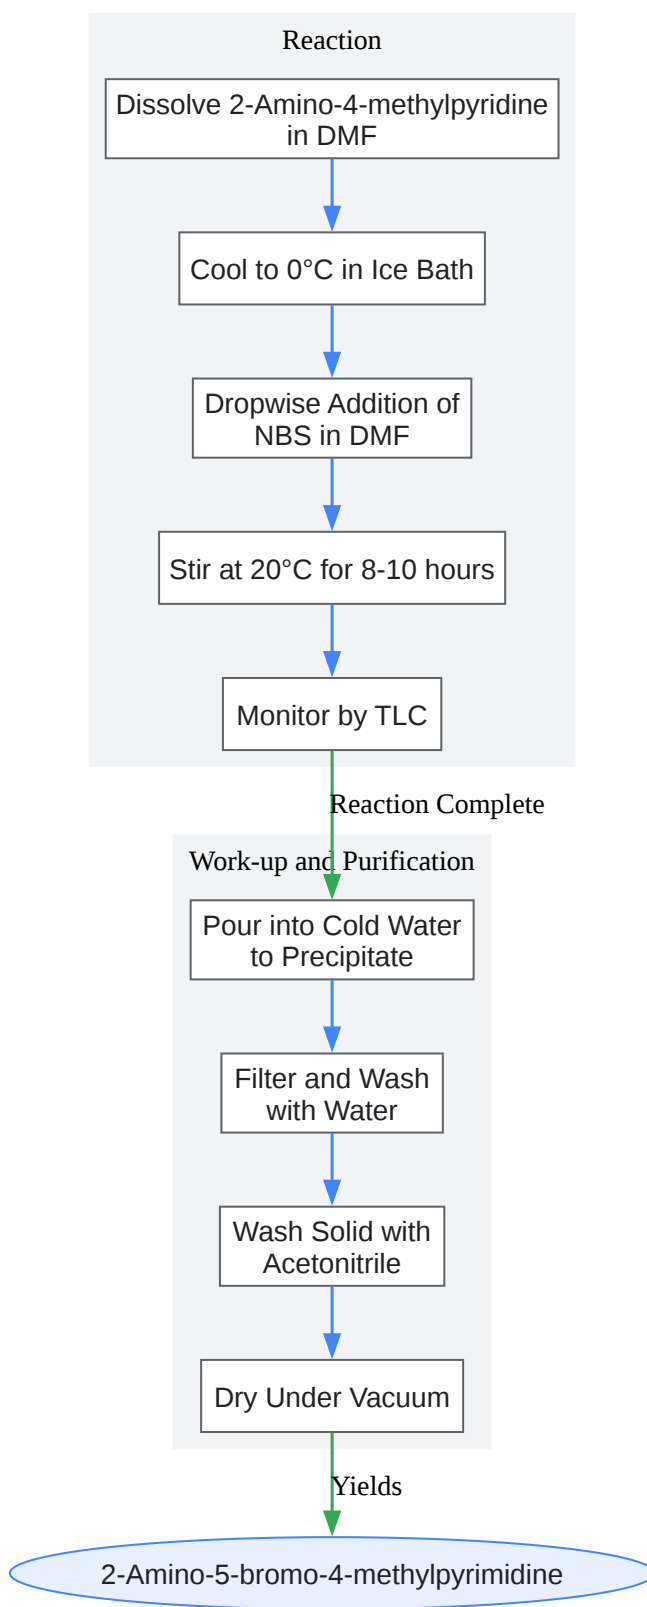 Reaction
Dissolve 2-Amino-4-methylpyridine
in DMF
Cool to 0°C in Ice Bath
Dropwise Addition of
NBS in DMF
Stir at 20°C for 8-10 hours
Monitor by TLC
Reaction Complete
Work-up and Purification
Pour into Cold Water
to Precipitate
Filter and Wash
with Water
Wash Solid with
Acetonitrile
Dry Under Vacuum
Yields
2-Amino-5-bromo-4-methylpyrimidine